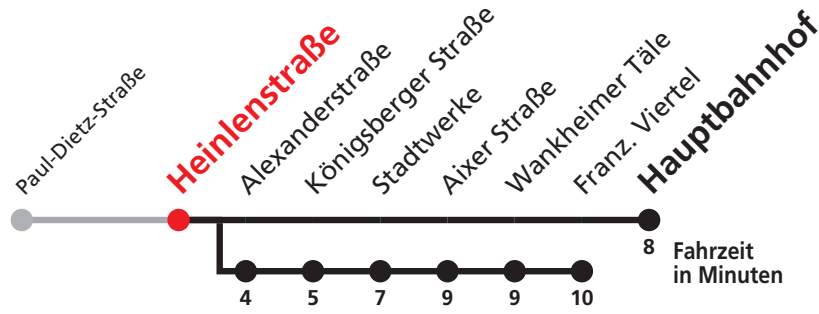 Paul-Dietz-Straße
Heinlenstraße
Alexanderstraße
Königsberger Straße
Stadtwerke
Aixer Straße
Wankheimer Täle
Franz. Viertel
Hauptbahnhof
8
Fahrzeit
in Minuten
4
5
7
9
9
10